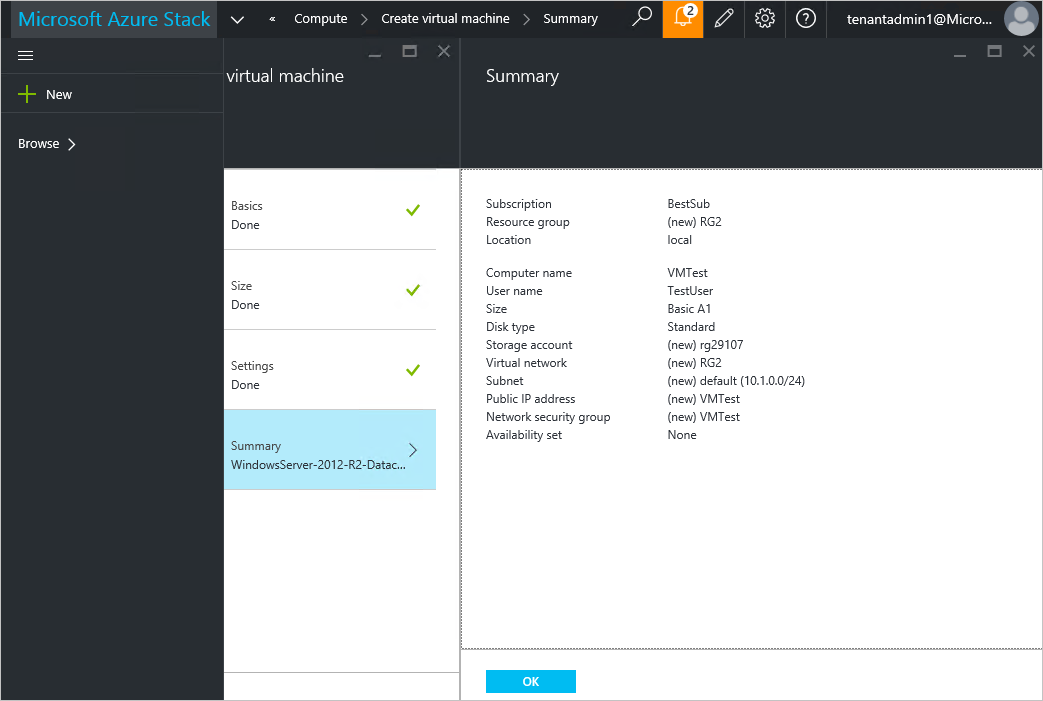 Microsoft Azure Stack « Compute Create virtual machine Summary 2 tenantadmin1@Micro...
New
Browse
virtual machine
Basics
Done
Size
Done
Settings
Done
Summary
WindowsServer-2012-R2-Datac...
Summary
Subscription BestSub
Resource group (new) RG2
Location local
Computer name VMTest
User name TestUser
Size Basic A1
Disk type Standard
Storage account (new) rg29107
Virtual network (new) RG2
Subnet (new) default (10.1.0.0/24)
Public IP address (new) VMTest
Network security group (new) VMTest
Availability set None
OK